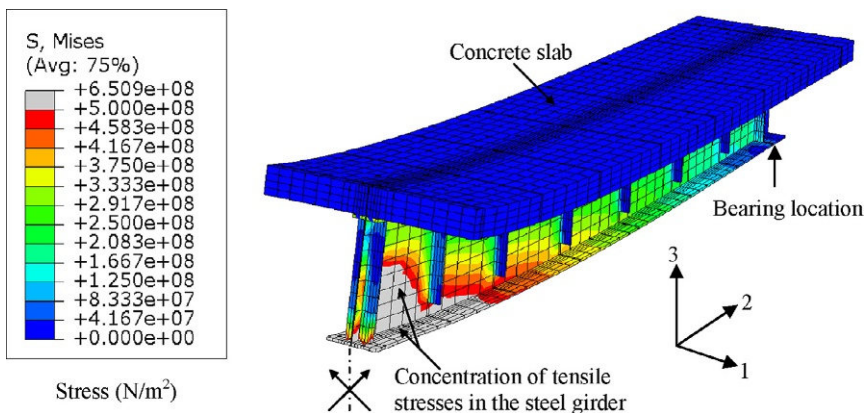 S, Mises
(Avg: 75%)
+6.509e+08
+5.000e+08
+4.583e+08
+4.167e+08
+3.750e+08
+3.333e+08
+2.917e+08
+2.500e+08
+2.083e+08
+1.667e+08
+1.250e+08
+8.333e+07
+4.167e+07
+0.000e+00
Stress (N/m²)
Concrete slab
Bearing location
3
2
1
Concentration of tensile
stresses in the steel girder